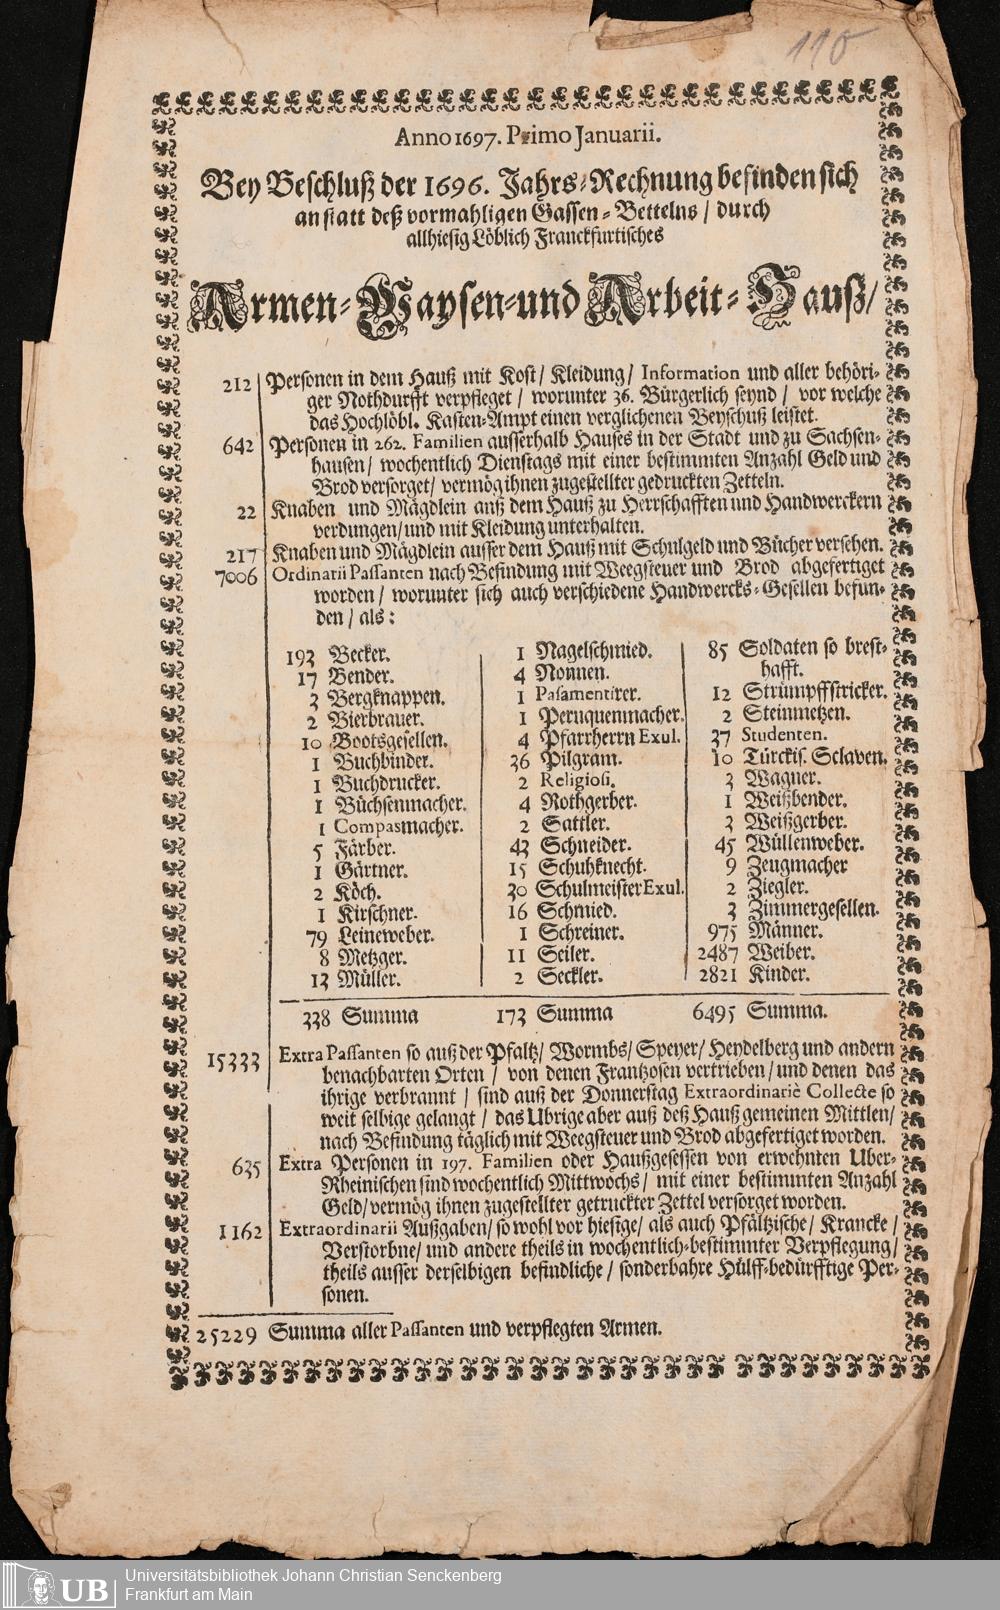 110
Anno 1697. Primo Januarii.
Bey Beschluß der 1696. Jahrs-Rechnung befinden sich
anstatt deß vormahligen Gassen-Bettelns / durch
allhiesig Löblich Franckfurtisches
Armen-Waysen-und Arbeit-Hauß/
212 Personen in dem Hauß mit Kost / Kleidung / Information und aller behöri-
ger Nothdurfft verpfleget / worunter 36. Bürgerlich seynd / vor welche
das Hochlöbl. Kasten-Ampt einen verglichenen Beyschuß leistet.
642 Personen in 262. Familien ausserhalb Hauses in der Stadt und zu Sachsen-
hausen / wochentlich Dienstags mit einer bestimmten Anzahl Geld und
Brod versorget / vermög ihnen zugestellter gedruckten Zetteln.
22 Knaben und Mägdlein auß dem Hauß zu Herrschafften und Handwerckern
verdungen / und mit Kleidung unterhalten.
217 Knaben und Mägdlein ausser dem Hauß mit Schulgeld und Bücher versehen.
7006 Ordinarii Passanten nach Befindung mit Weegsteuer und Brod abgefertiget
worden / worunter sich auch verschiedene Handwercks-Gesellen befun-
den / als:
193 Becker.
17 Bender.
3 Bergknappen.
2 Bierbrauer.
10 Bootsgesellen.
1 Buchbinder.
1 Buchdrucker.
1 Büchsenmacher.
1 Compasmacher.
5 Färber.
1 Gärtner.
2 Köch.
1 Kirschner.
79 Leineweber.
8 Metzger.
13 Müller.
338 Summa
1 Nagelschmied.
4 Nonnen.
1 Pasamentirer.
1 Peruquenmacher.
4 Pfarrherrn Exul.
36 Pilgram.
2 Religiosi.
4 Rothgerber.
2 Sattler.
43 Schneider.
15 Schuhknecht.
30 Schulmeister Exul.
16 Schmied.
1 Schreiner.
11 Seiler.
2 Seckler.
173 Summa
85 Soldaten so brest-
hafft.
12 Strümpffstricker.
2 Steinmetzen.
37 Studenten.
10 Türckis. Sclaven.
3 Wagner.
1 Weißbender.
3 Weißgerber.
45 Wüllenweber.
9 Zeugmacher
2 Ziegler.
3 Zimmergesellen.
975 Männer.
2487 Weiber.
2821 Kinder.
6495 Summa.
15333 Extra Passanten so auß der Pfaltz / Wormbs / Speyer / Heydelberg und andern
benachbarten Orten / von denen Frantzosen vertrieben / und denen das
ihrige verbrannt / sind auß der Donnerstag Extraordinariè Collecte so
weit selbige gelangt / das Ubrige aber auß deß Hauß gemeinen Mittlen /
nach Befindung täglich mit Weegsteuer und Brod abgefertiget worden.
635 Extra Personen in 197. Familien oder Haußgesessen von erwehnten Uber-
Rheinischen sind wochentlich Mittwochs / mit einer bestimmten Anzahl
Geld / vermög ihnen zugestellter getruckter Zettel versorget worden.
1162 Extraordinarii Außgaben / so wohl vor hiesige / als auch Pfältzische / Krancke /
Verstorbne / und andere theils in wochentlich-bestimmter Verpflegung /
theils ausser derselbigen befindliche / sonderbahre Hülff-bedürfftige Per-
sonen.
25229 Summa aller Passanten und verpflegten Armen.
UB
Universitätsbibliothek Johann Christian Senckenberg
Frankfurt am Main